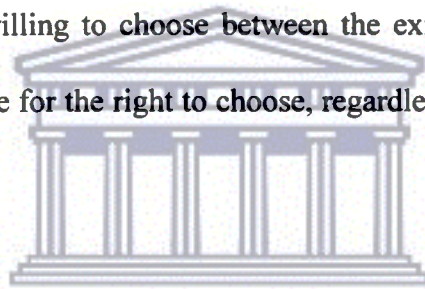 willing to choose between the ex
e for the right to choose, regardle